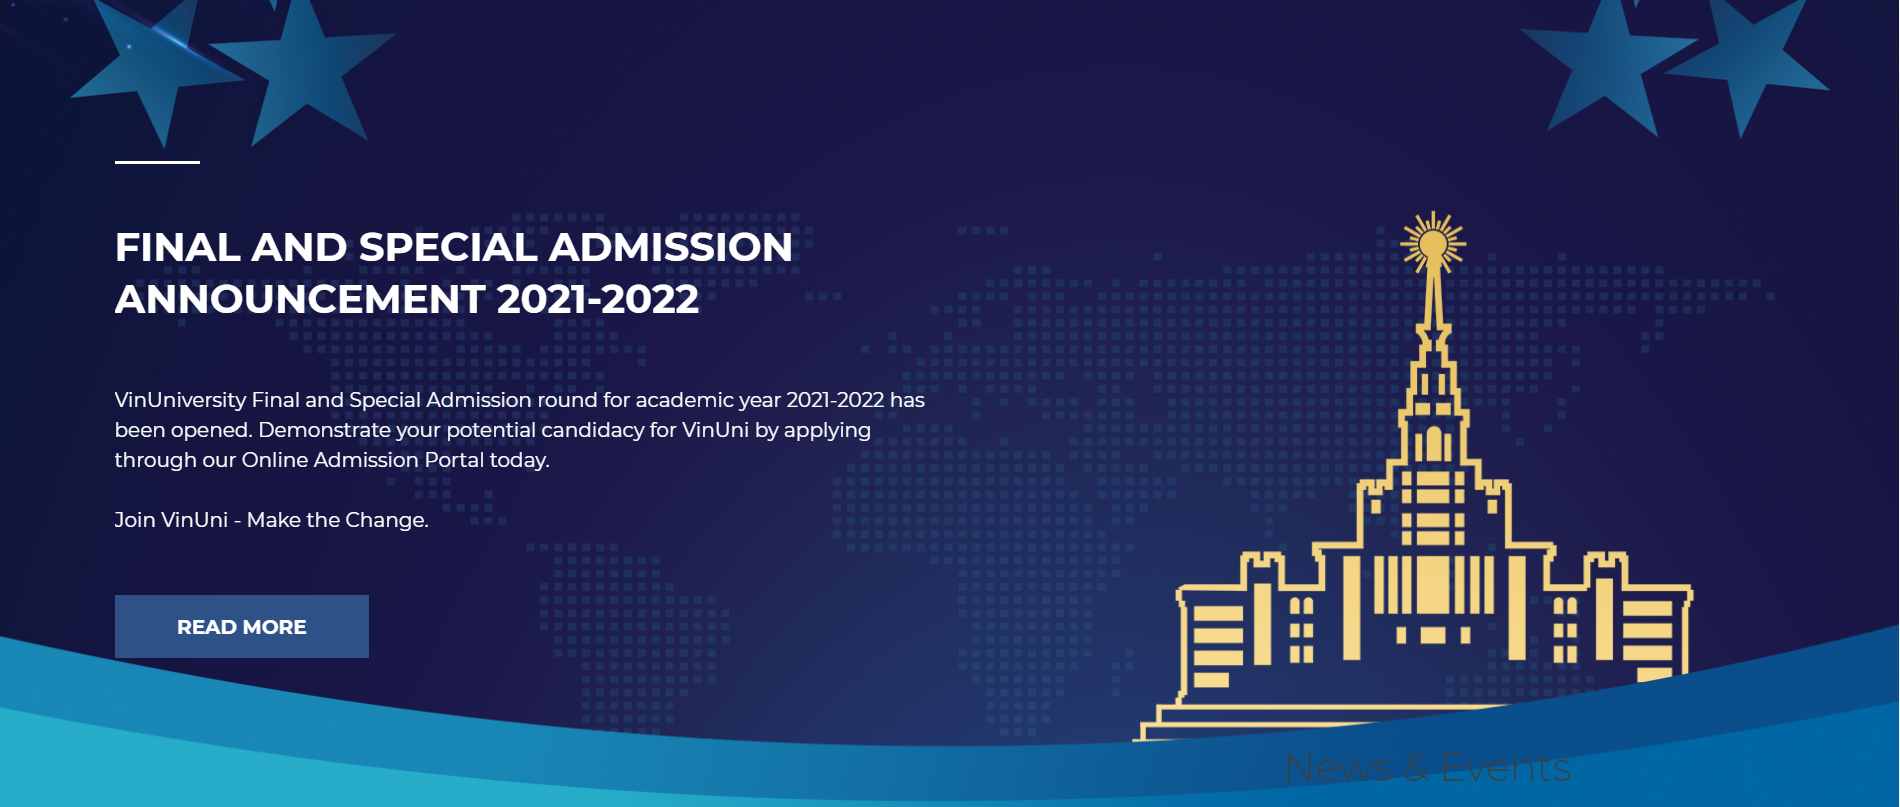 FINAL AND SPECIAL ADMISSION
ANNOUNCEMENT 2021-2022
VinUniversity Final and Special Admission round for academic year 2021-2022 has
been opened. Demonstrate your potential candidacy for VinUni by applying
through our Online Admission Portal today.
Join VinUni - Make the Change.
READ MORE
News & Events